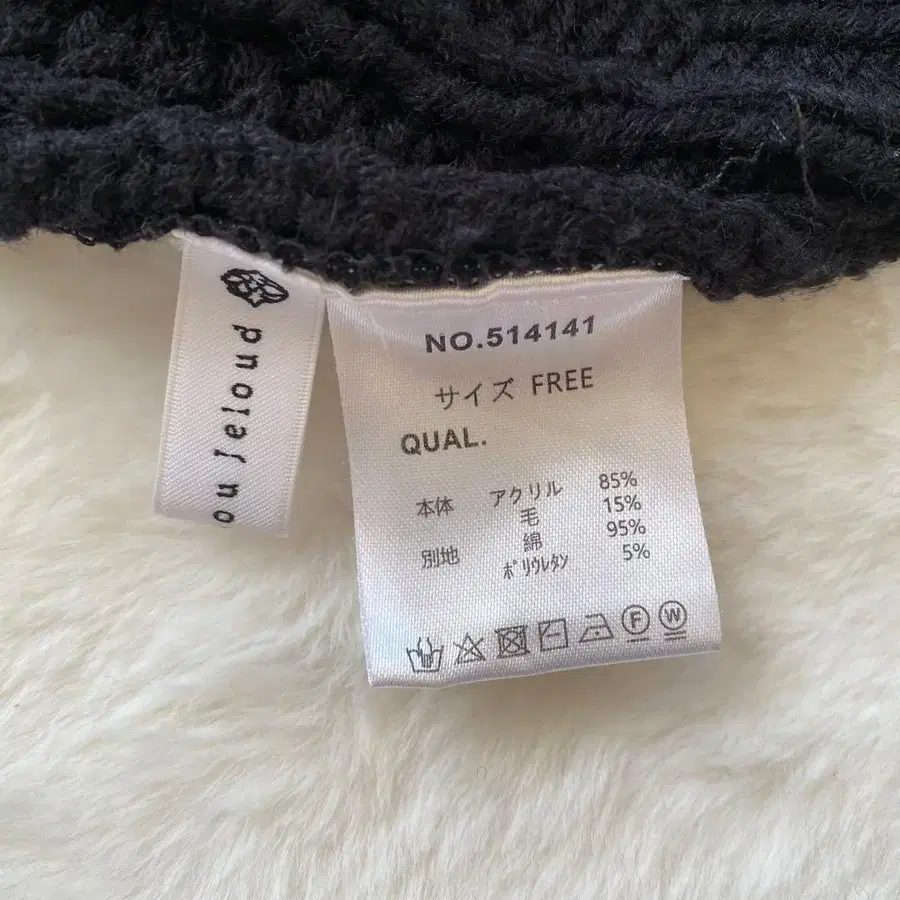 ou Jeloud
NO.514141
サイズ FREE
QUAL.
本体 アクリル 85%
毛 15%
別地 綿 95%
ポリウレタン 5%
F W